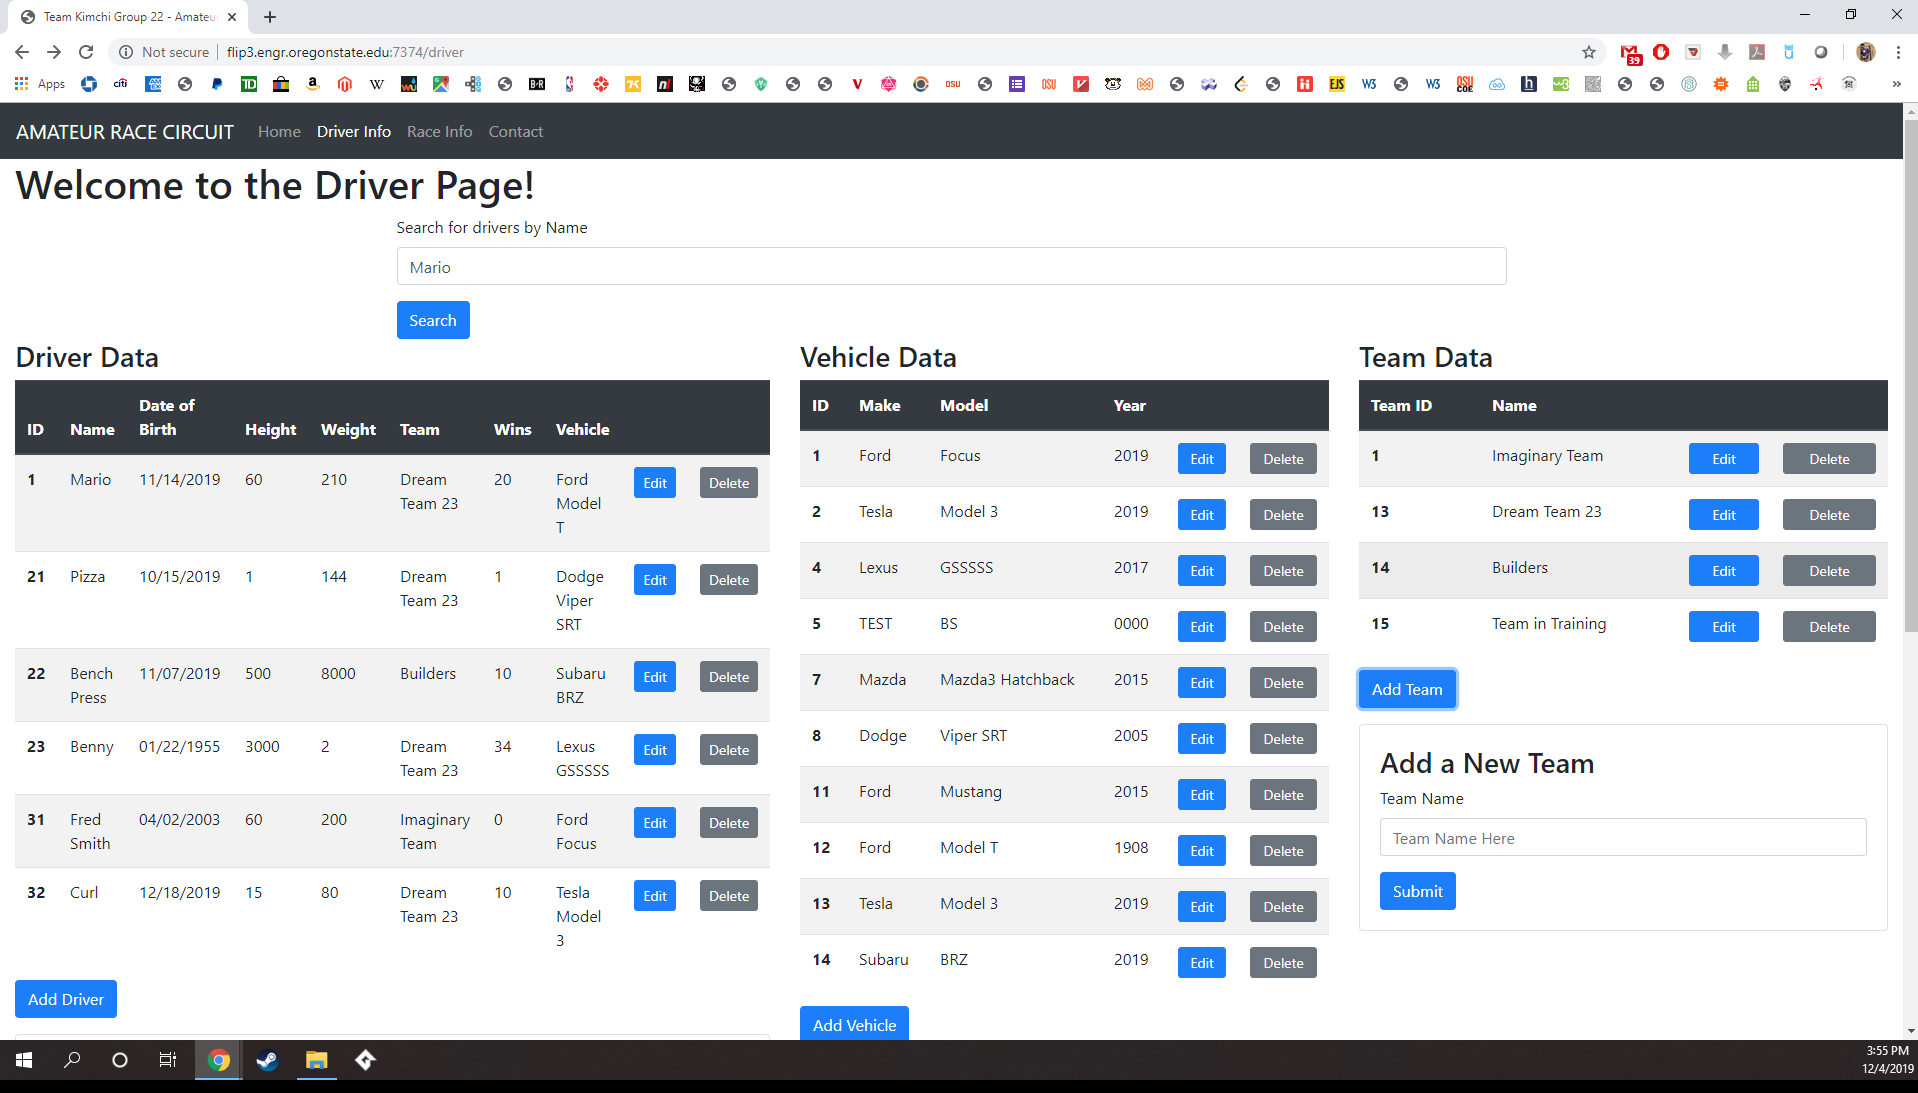 Team Kimchi Group 22 - Amateu
Not secure
flip3.engr.oregonstate.edu:7374/driver
39
Apps
AMATEUR RACE CIRCUIT Home Driver Info Race Info Contact
Welcome to the Driver Page!
Search for drivers by Name
Mario
Search
Driver Data
ID Name Date of Birth Height Weight Team Wins Vehicle
1 Mario 11/14/2019 60 210 Dream Team 23 20 Ford Model T Edit Delete
21 Pizza 10/15/2019 1 144 Dream Team 23 1 Dodge Viper SRT Edit Delete
22 Bench Press 11/07/2019 500 8000 Builders 10 Subaru BRZ Edit Delete
23 Benny 01/22/1955 3000 2 Dream Team 23 34 Lexus GSSSSS Edit Delete
31 Fred Smith 04/02/2003 60 200 Imaginary Team 0 Ford Focus Edit Delete
32 Curl 12/18/2019 15 80 Dream Team 23 10 Tesla Model 3 Edit Delete
Add Driver
Vehicle Data
ID Make Model Year
1 Ford Focus 2019 Edit Delete
2 Tesla Model 3 2019 Edit Delete
4 Lexus GSSSSS 2017 Edit Delete
5 TEST BS 0000 Edit Delete
7 Mazda Mazda3 Hatchback 2015 Edit Delete
8 Dodge Viper SRT 2005 Edit Delete
11 Ford Mustang 2015 Edit Delete
12 Ford Model T 1908 Edit Delete
13 Tesla Model 3 2019 Edit Delete
14 Subaru BRZ 2019 Edit Delete
Add Vehicle
Team Data
Team ID Name
1 Imaginary Team Edit Delete
13 Dream Team 23 Edit Delete
14 Builders Edit Delete
15 Team in Training Edit Delete
Add Team
Add a New Team
Team Name
Team Name Here
Submit
3:55 PM
12/4/2019